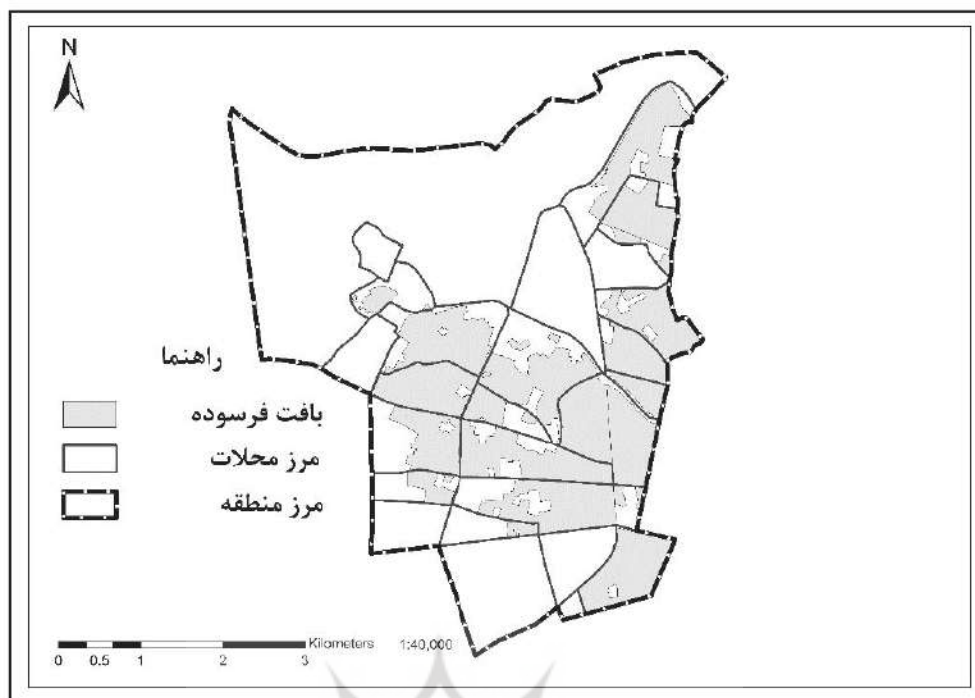 N
راهنما
بافت فرسوده
مرز محلات
مرز منطقه
Kilometers 1:40,000
0 0.5 1 2 3